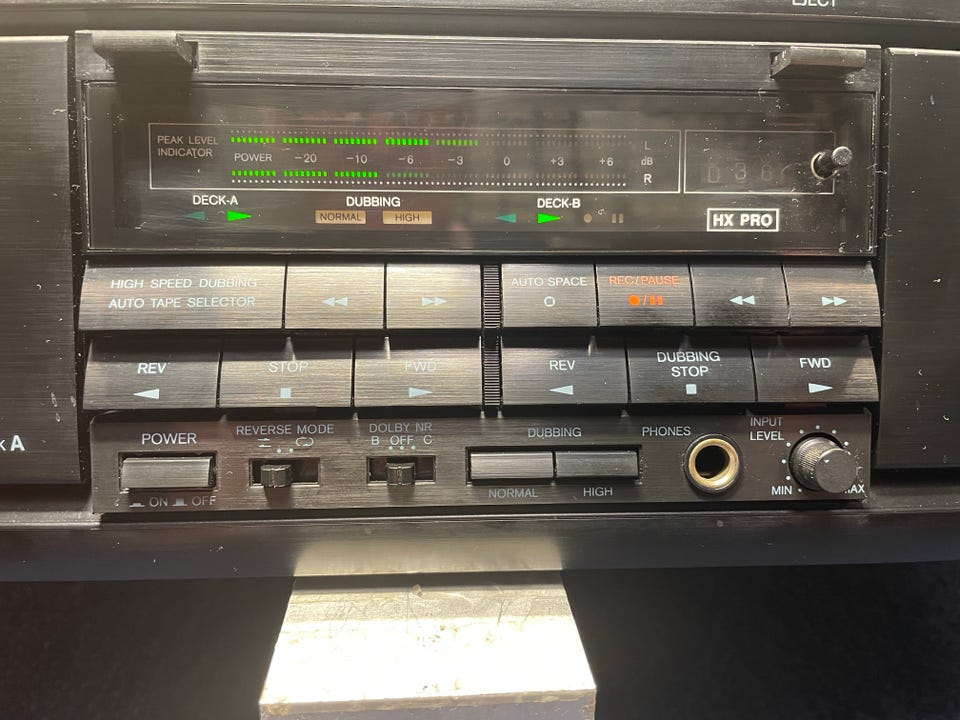 EJECT
PEAK LEVEL
INDICATOR
L
POWER -20 -10 -6 -3 0 +3 +6 dB
R
036
DECK-A DUBBING DECK-B
NORMAL HIGH
HX PRO
HIGH SPEED DUBBING
AUTO TAPE SELECTOR
AUTO SPACE
REC/PAUSE
REV STOP FWD
REV DUBBING
STOP FWD
A
POWER
ON OFF
REVERSE MODE
DOLBY NR
B OFF C
DUBBING
NORMAL HIGH
PHONES
INPUT
LEVEL
MIN